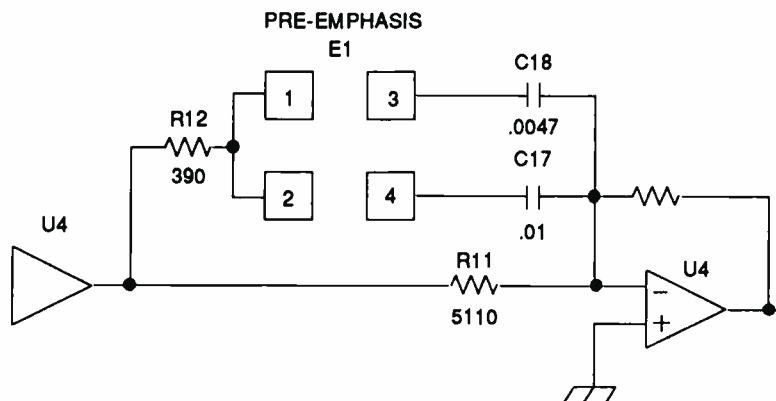 PRE-EMPHASIS
E1
C18
1
3
R12
.0047
C17
390
2
4
U4
.01
R11
U4
5110
−
+